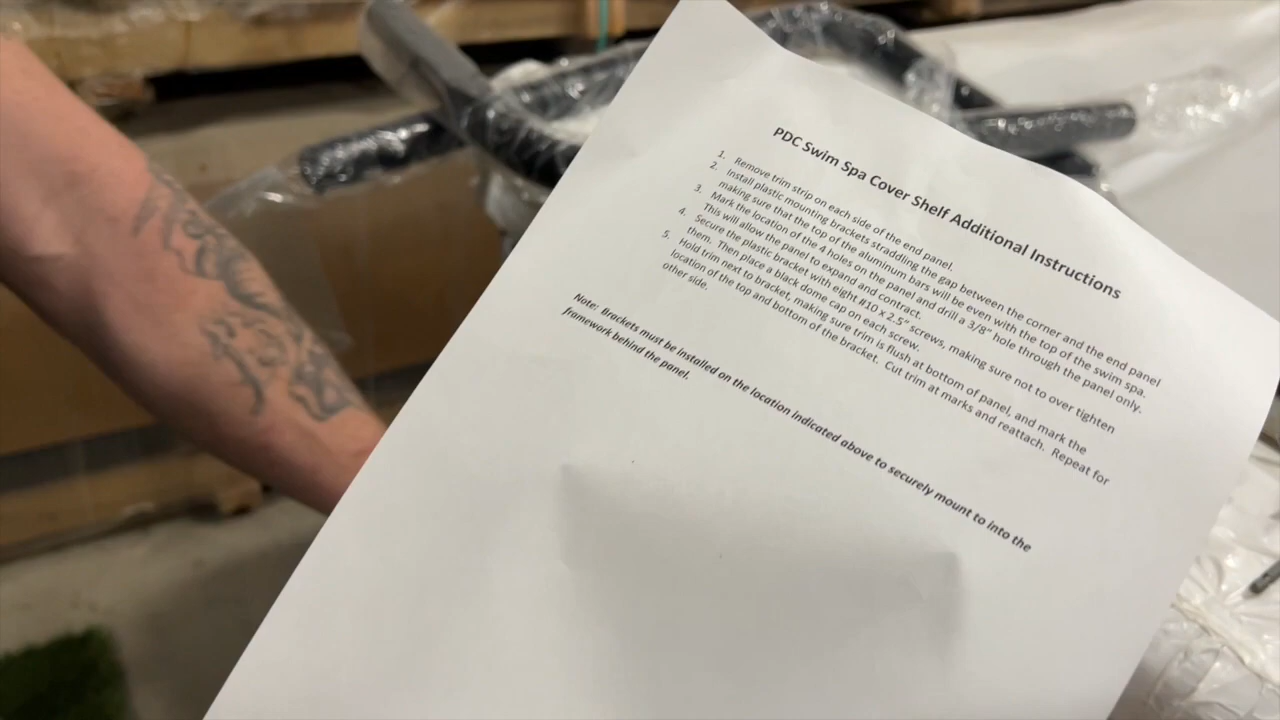 PDC Swim Spa Cover Shelf Additional Instructions
1. Remove trim strip on each side of the end panel.
2. Install plastic mounting brackets straddling the gap between the corner and the end panel
making sure that the top of the aluminum bars will be even with the top of the swim spa.
3. Mark the location of the 4 holes on the panel and drill a 3/8" hole through the panel only.
This will allow the panel to expand and contract.
4. Secure the plastic bracket with eight #10 x 2.5" screws, making sure not to over tighten
them. Then place a black dome cap on each screw.
5. Hold trim next to bracket, making sure trim is flush at bottom of panel, and mark the
location of the top and bottom of the bracket. Cut trim at marks and reattach. Repeat for
other side.
Note: Brackets must be installed on the location indicated above to securely mount to into the
framework behind the panel.